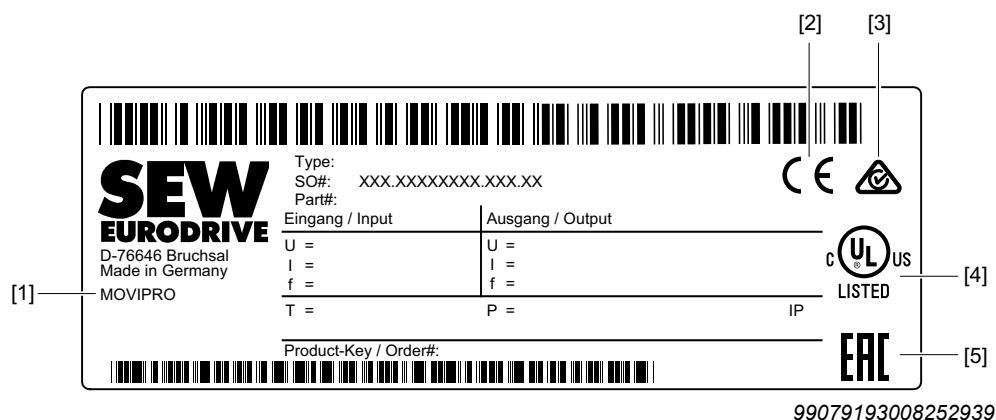 [2] [3]
SEW
EURODRIVE
D-76646 Bruchsal
Made in Germany
[1] MOVIPRO
Type:
SO#: XXX.XXXXXXXX.XXX.XX
Part#:
Eingang / Input Ausgang / Output
U = U =
I = I =
f = f =
T = P = IP
Product-Key / Order#:
CE
C UL ® US
LISTED
[4]
EAC [5]
99079193008252939